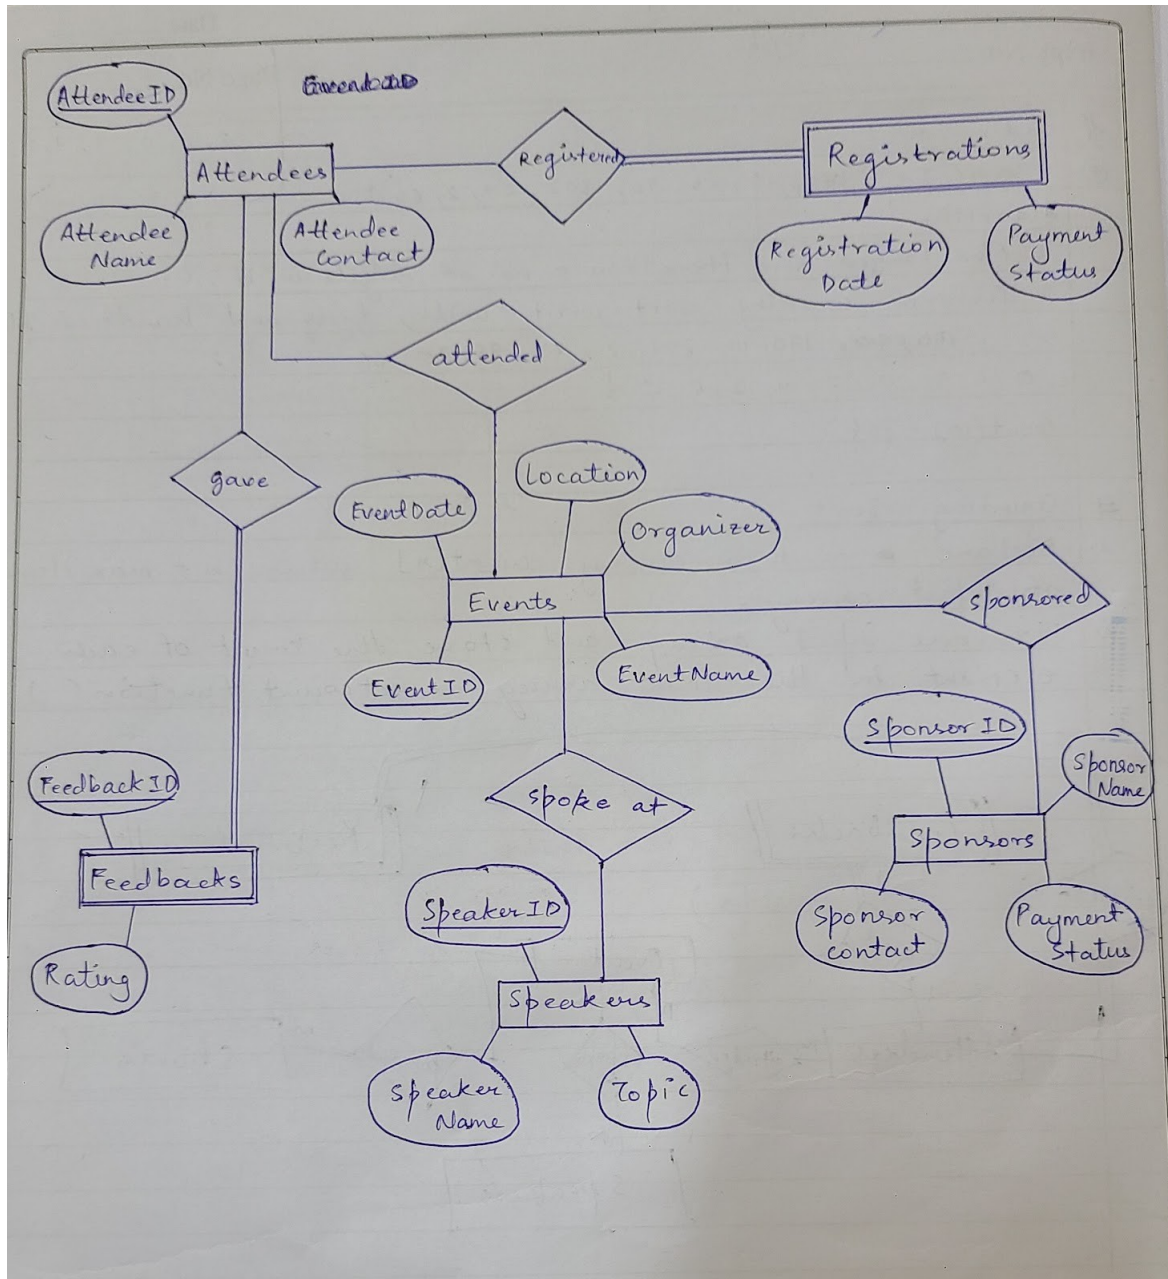 AttendeeID
Attendees
Registered
Registrations
Attendee
Name
Attendee
Contact
Registration
Date
Payment
Status
attended
gave
Location
EventDate
Organizer
Events
Sponsored
EventID
EventName
Sponsor ID
Sponsor
Name
FeedbackID
Spoke at
Sponsors
Feedbacks
SpeakerID
Sponsor
contact
Payment
Status
Rating
Speakers
Speaker
Name
Topic